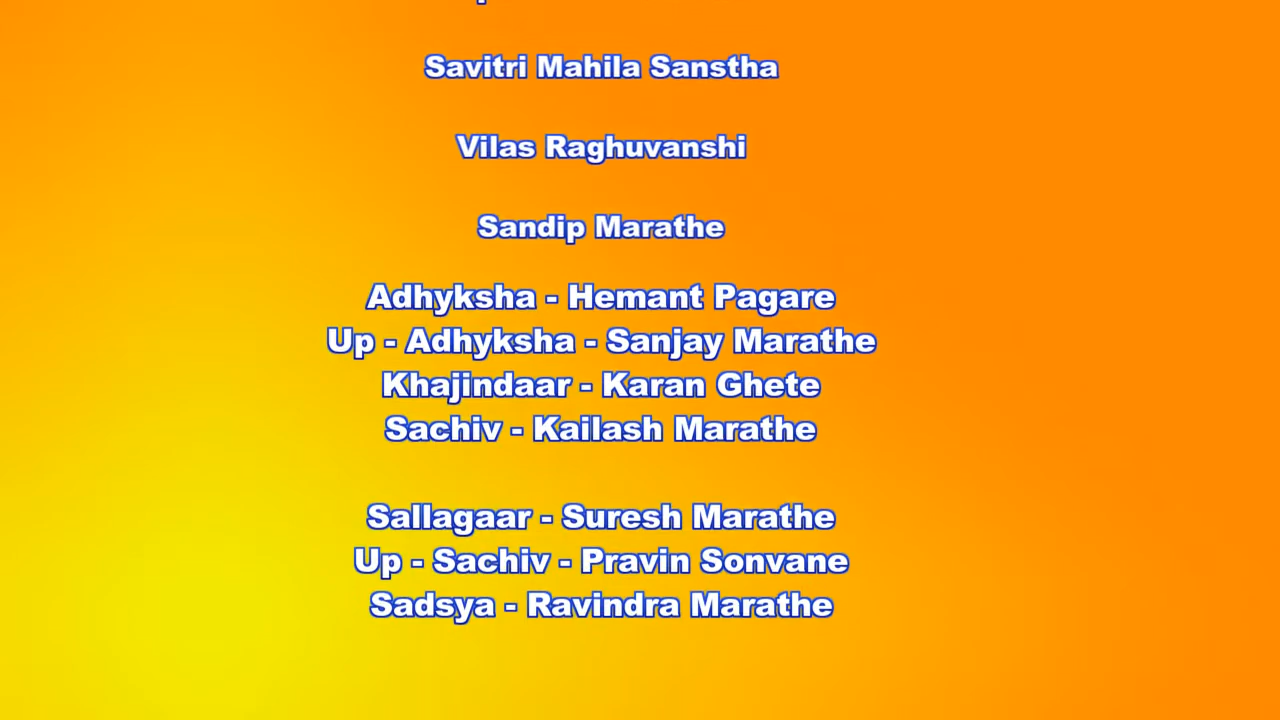 Savitri Mahila Sanstha
Vilas Raghuvanshi
Sandip Marathe
Adhyksha - Hemant Pagare
Up - Adhyksha - Sanjay Marathe
Khajindaar - Karan Ghete
Sachiv - Kailash Marathe
Sallagaar - Suresh Marathe
Up - Sachiv - Pravin Sonvane
Sadsya - Ravindra Marathe